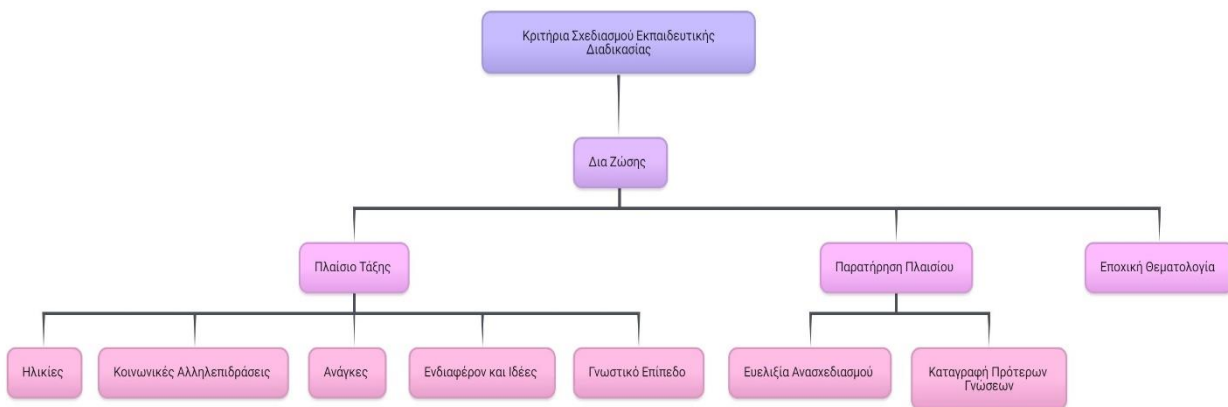 Κριτήρια Σχεδιασμού Εκπαιδευτικής
Διαδικασίας
Δια Ζώσης
Πλαίσιο Τάξης
Παρατήρηση Πλαισίου
Εποχική Θεματολογία
Ηλικίες
Κοινωνικές Αλληλεπιδράσεις
Ανάγκες
Ενδιαφέρον και Ιδέες
Γνωστικό Επίπεδο
Ευελιξία Ανασχεδιασμού
Καταγραφή Πρότερων
Γνώσεων